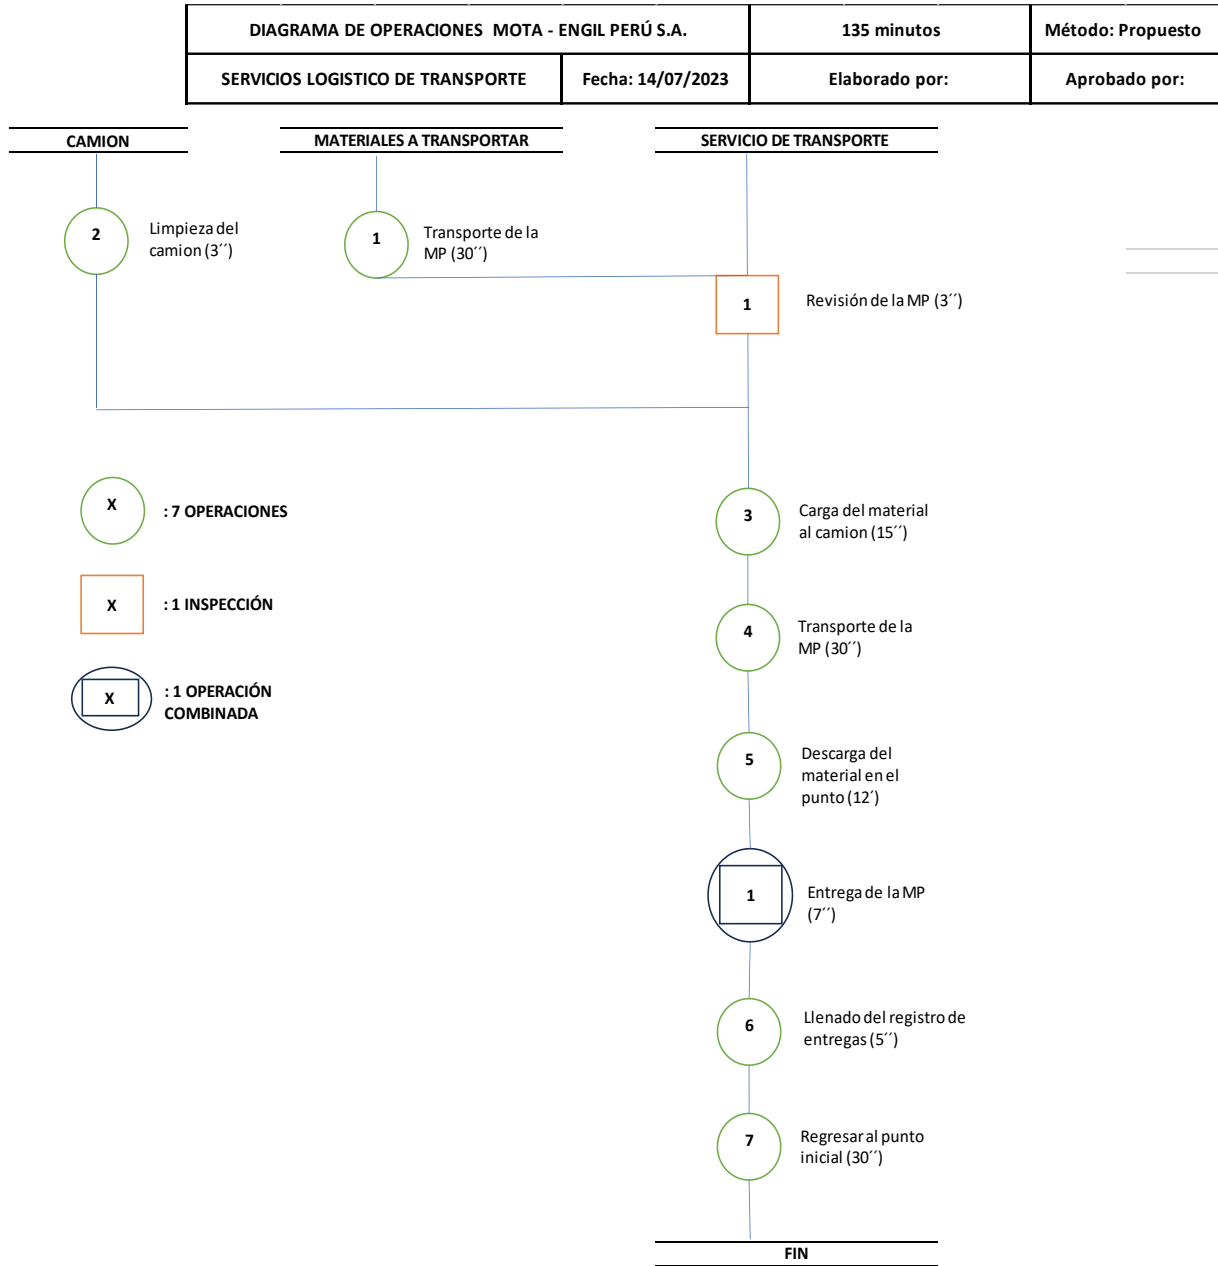 DIAGRAMA DE OPERACIONES MOTA - ENGIL PERÚ S.A.
135 minutos
Método: Propuesto
SERVICIOS LOGISTICO DE TRANSPORTE
Fecha: 14/07/2023
Elaborado por:
Aprobado por:
CAMION
MATERIALES A TRANSPORTAR
SERVICIO DE TRANSPORTE
2
Limpieza del
camion (3´´)
1
Transporte de la
MP (30´´)
1
Revisión de la MP (3´´)
X
: 7 OPERACIONES
3
Carga del material
al camion (15´´)
X
: 1 INSPECCIÓN
4
Transporte de la
MP (30´´)
X
: 1 OPERACIÓN
COMBINADA
5
Descarga del
material en el
punto (12´)
1
Entrega de la MP
(7´´)
6
Llenado del registro de
entregas (5´´)
7
Regresar al punto
inicial (30´´)
FIN